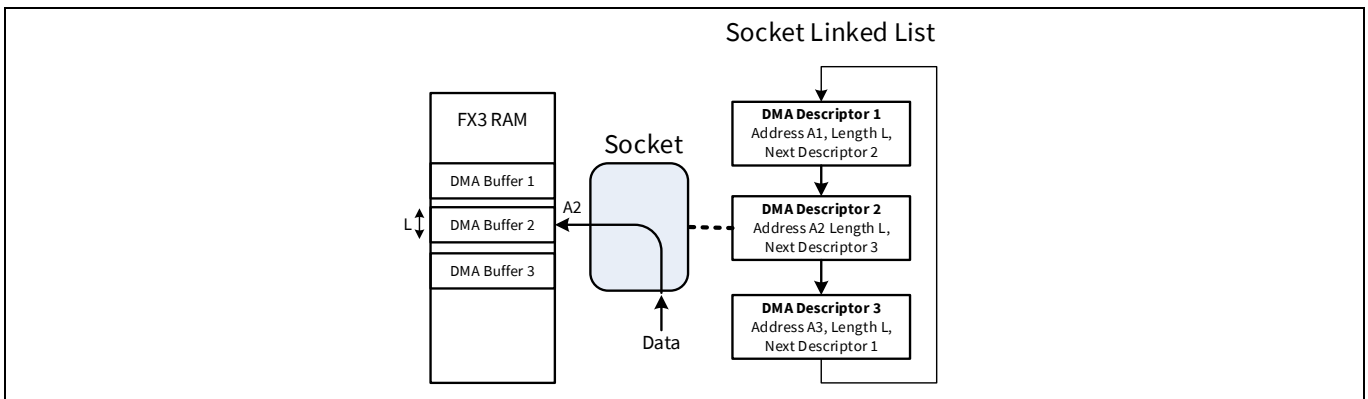 Socket Linked List
FX3 RAM
DMA Buffer 1
L
DMA Buffer 2
DMA Buffer 3
Socket
A2
Data
DMA Descriptor 1
Address A1, Length L,
Next Descriptor 2
DMA Descriptor 2
Address A2 Length L,
Next Descriptor 3
DMA Descriptor 3
Address A3, Length L,
Next Descriptor 1